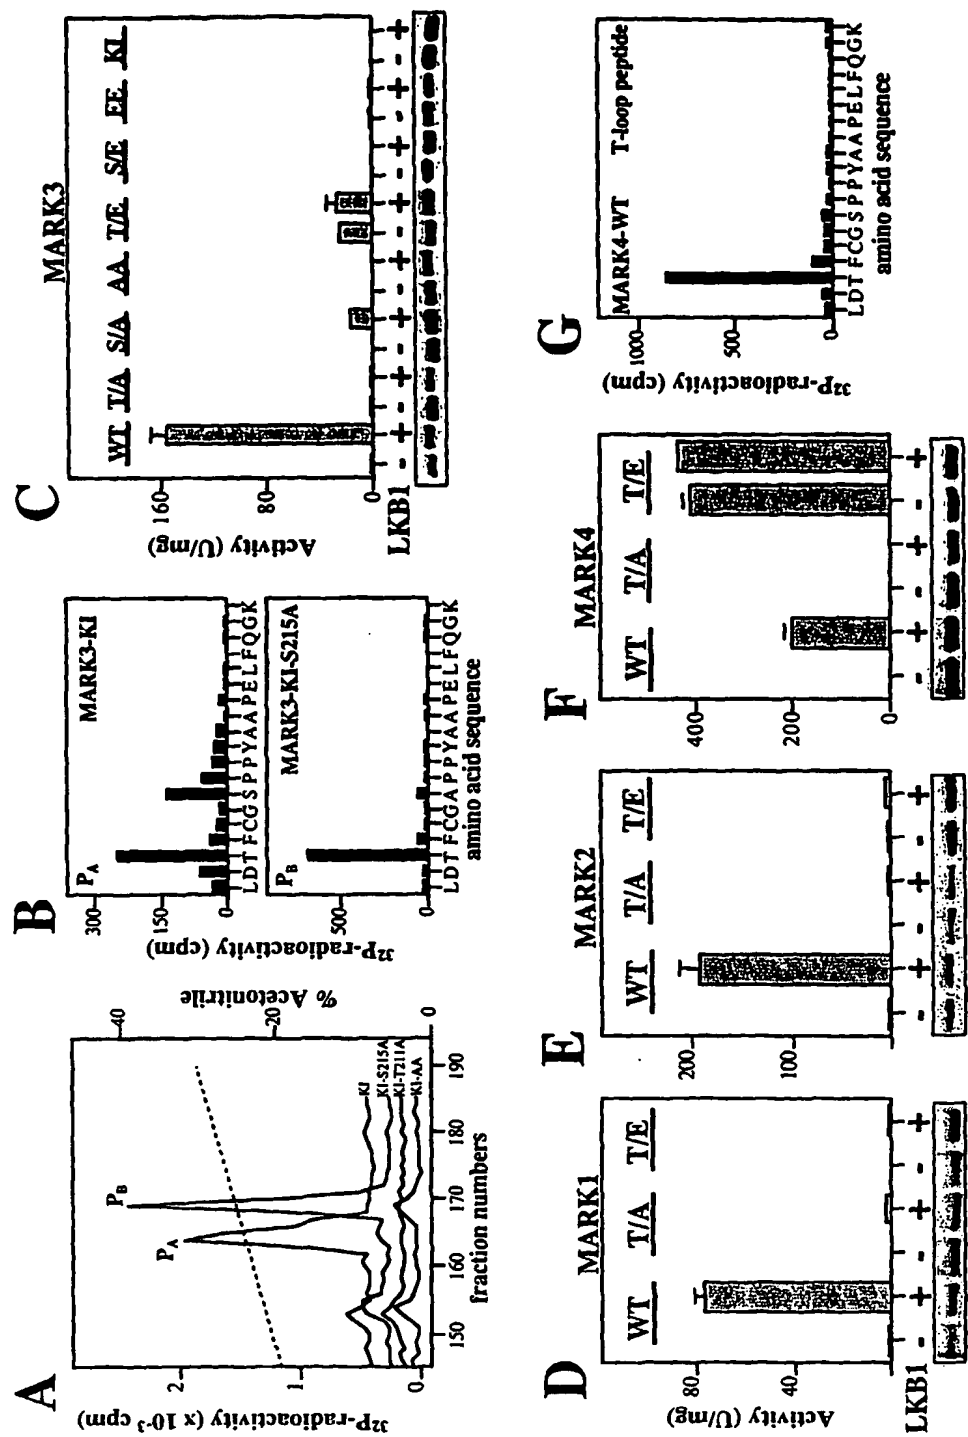 A
³²P-radioactivity (x 10⁻³ cpm)
2
1
0
% Acetonitrile
-40
-20
0
P_A
P_B
KI
KI-S215A
KI-T211A
KI-AA
150 160 170 180 190
fraction numbers
B
³²P-radioactivity (cpm)
300
150
0
P_A
MARK3-KI
LDTFCGSPPYAAPELFQGK
500
0
P_B
MARK3-KI-S215A
LDTFCGAPPYAAPELFQGK
amino acid sequence
C
MARK3
WT T/A S/A AA T/E S/E EE KI
Activity (U/mg)
160
80
0
LKB1
- + - + - + - + - + - + - + - +
D
MARK1
WT T/A T/E
Activity (U/mg)
80
40
LKB1
- + - + - +
E
MARK2
WT T/A T/E
200
100
- + - + - +
F
MARK4
WT T/A T/E
400
200
0
- + - + - +
G
³²P-radioactivity (cpm)
1000
500
0
MARK4-WT T-loop peptide
LDTFCGSPPYAAPELFQGK
amino acid sequence